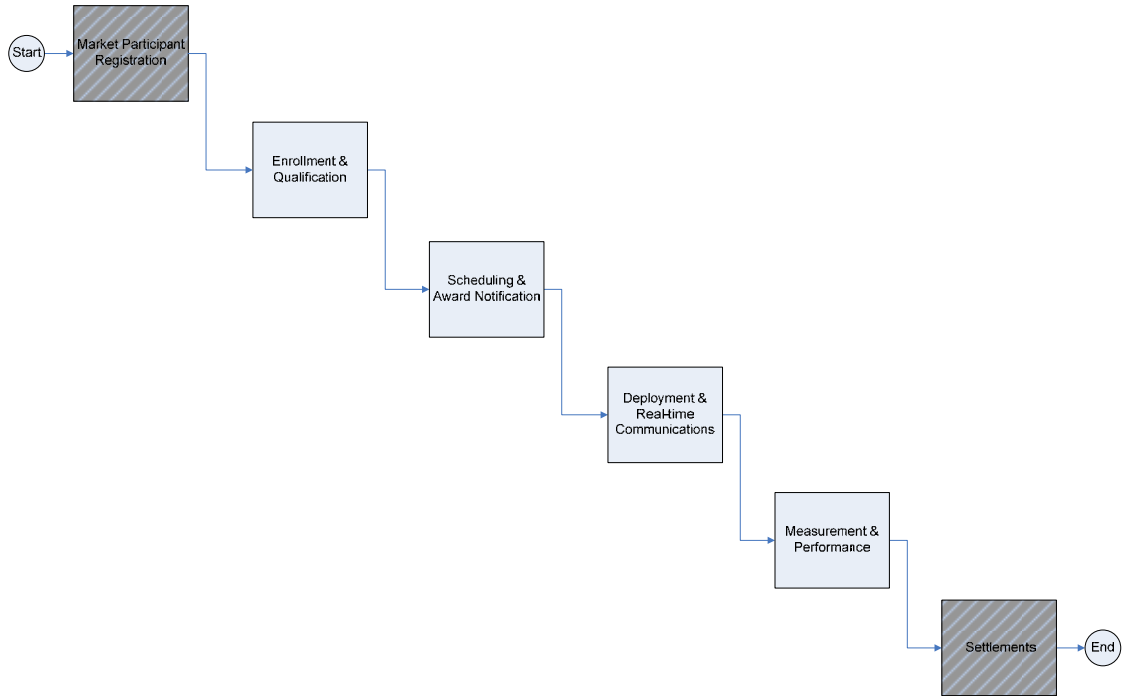 Start
Market Participant
Registration
Enrollment &
Qualification
Scheduling &
Award Notification
Deployment &
Real-time
Communications
Measurement &
Performance
Settlements
End